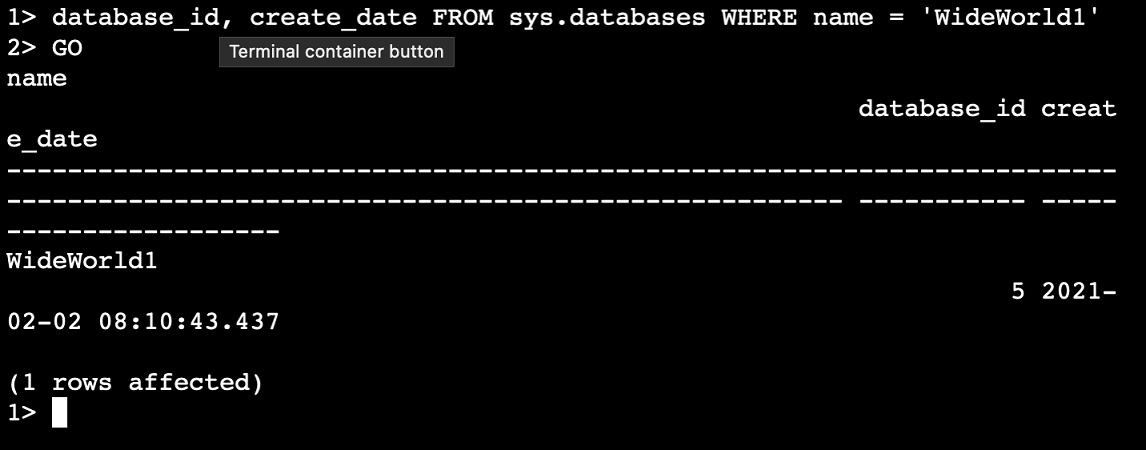 1> database_id, create_date FROM sys.databases WHERE name = 'WideWorld1'
2> GO
Terminal container button
name
database_id creat
e_date
-------------------------------------------------------------------------
------------------------------------------------------- ----------- -----
------------------
WideWorld1
5 2021-
02-02 08:10:43.437
(1 rows affected)
1>